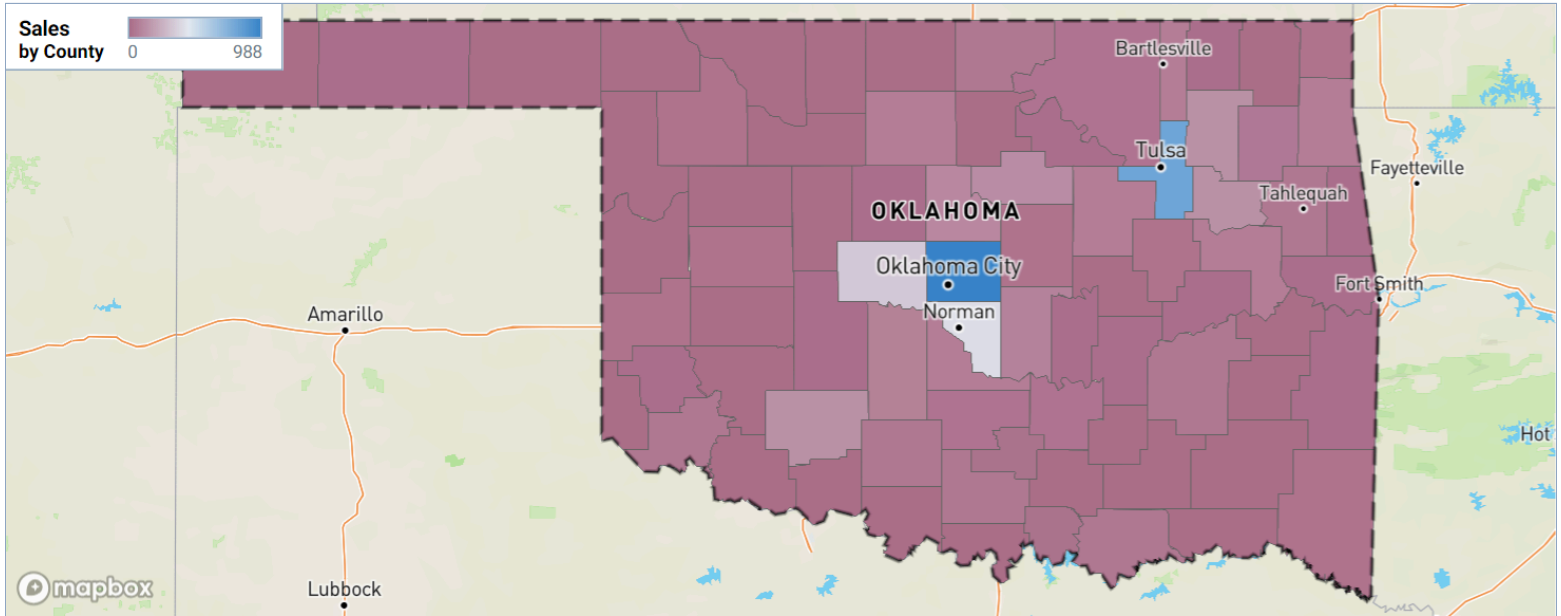 Sales
by County
0
988
Bartlesville
Tulsa
Fayetteville
Tahlequah
OKLAHOMA
Oklahoma City
Fort Smith
Amarillo
Norman
Hot
mapbox
Lubbock